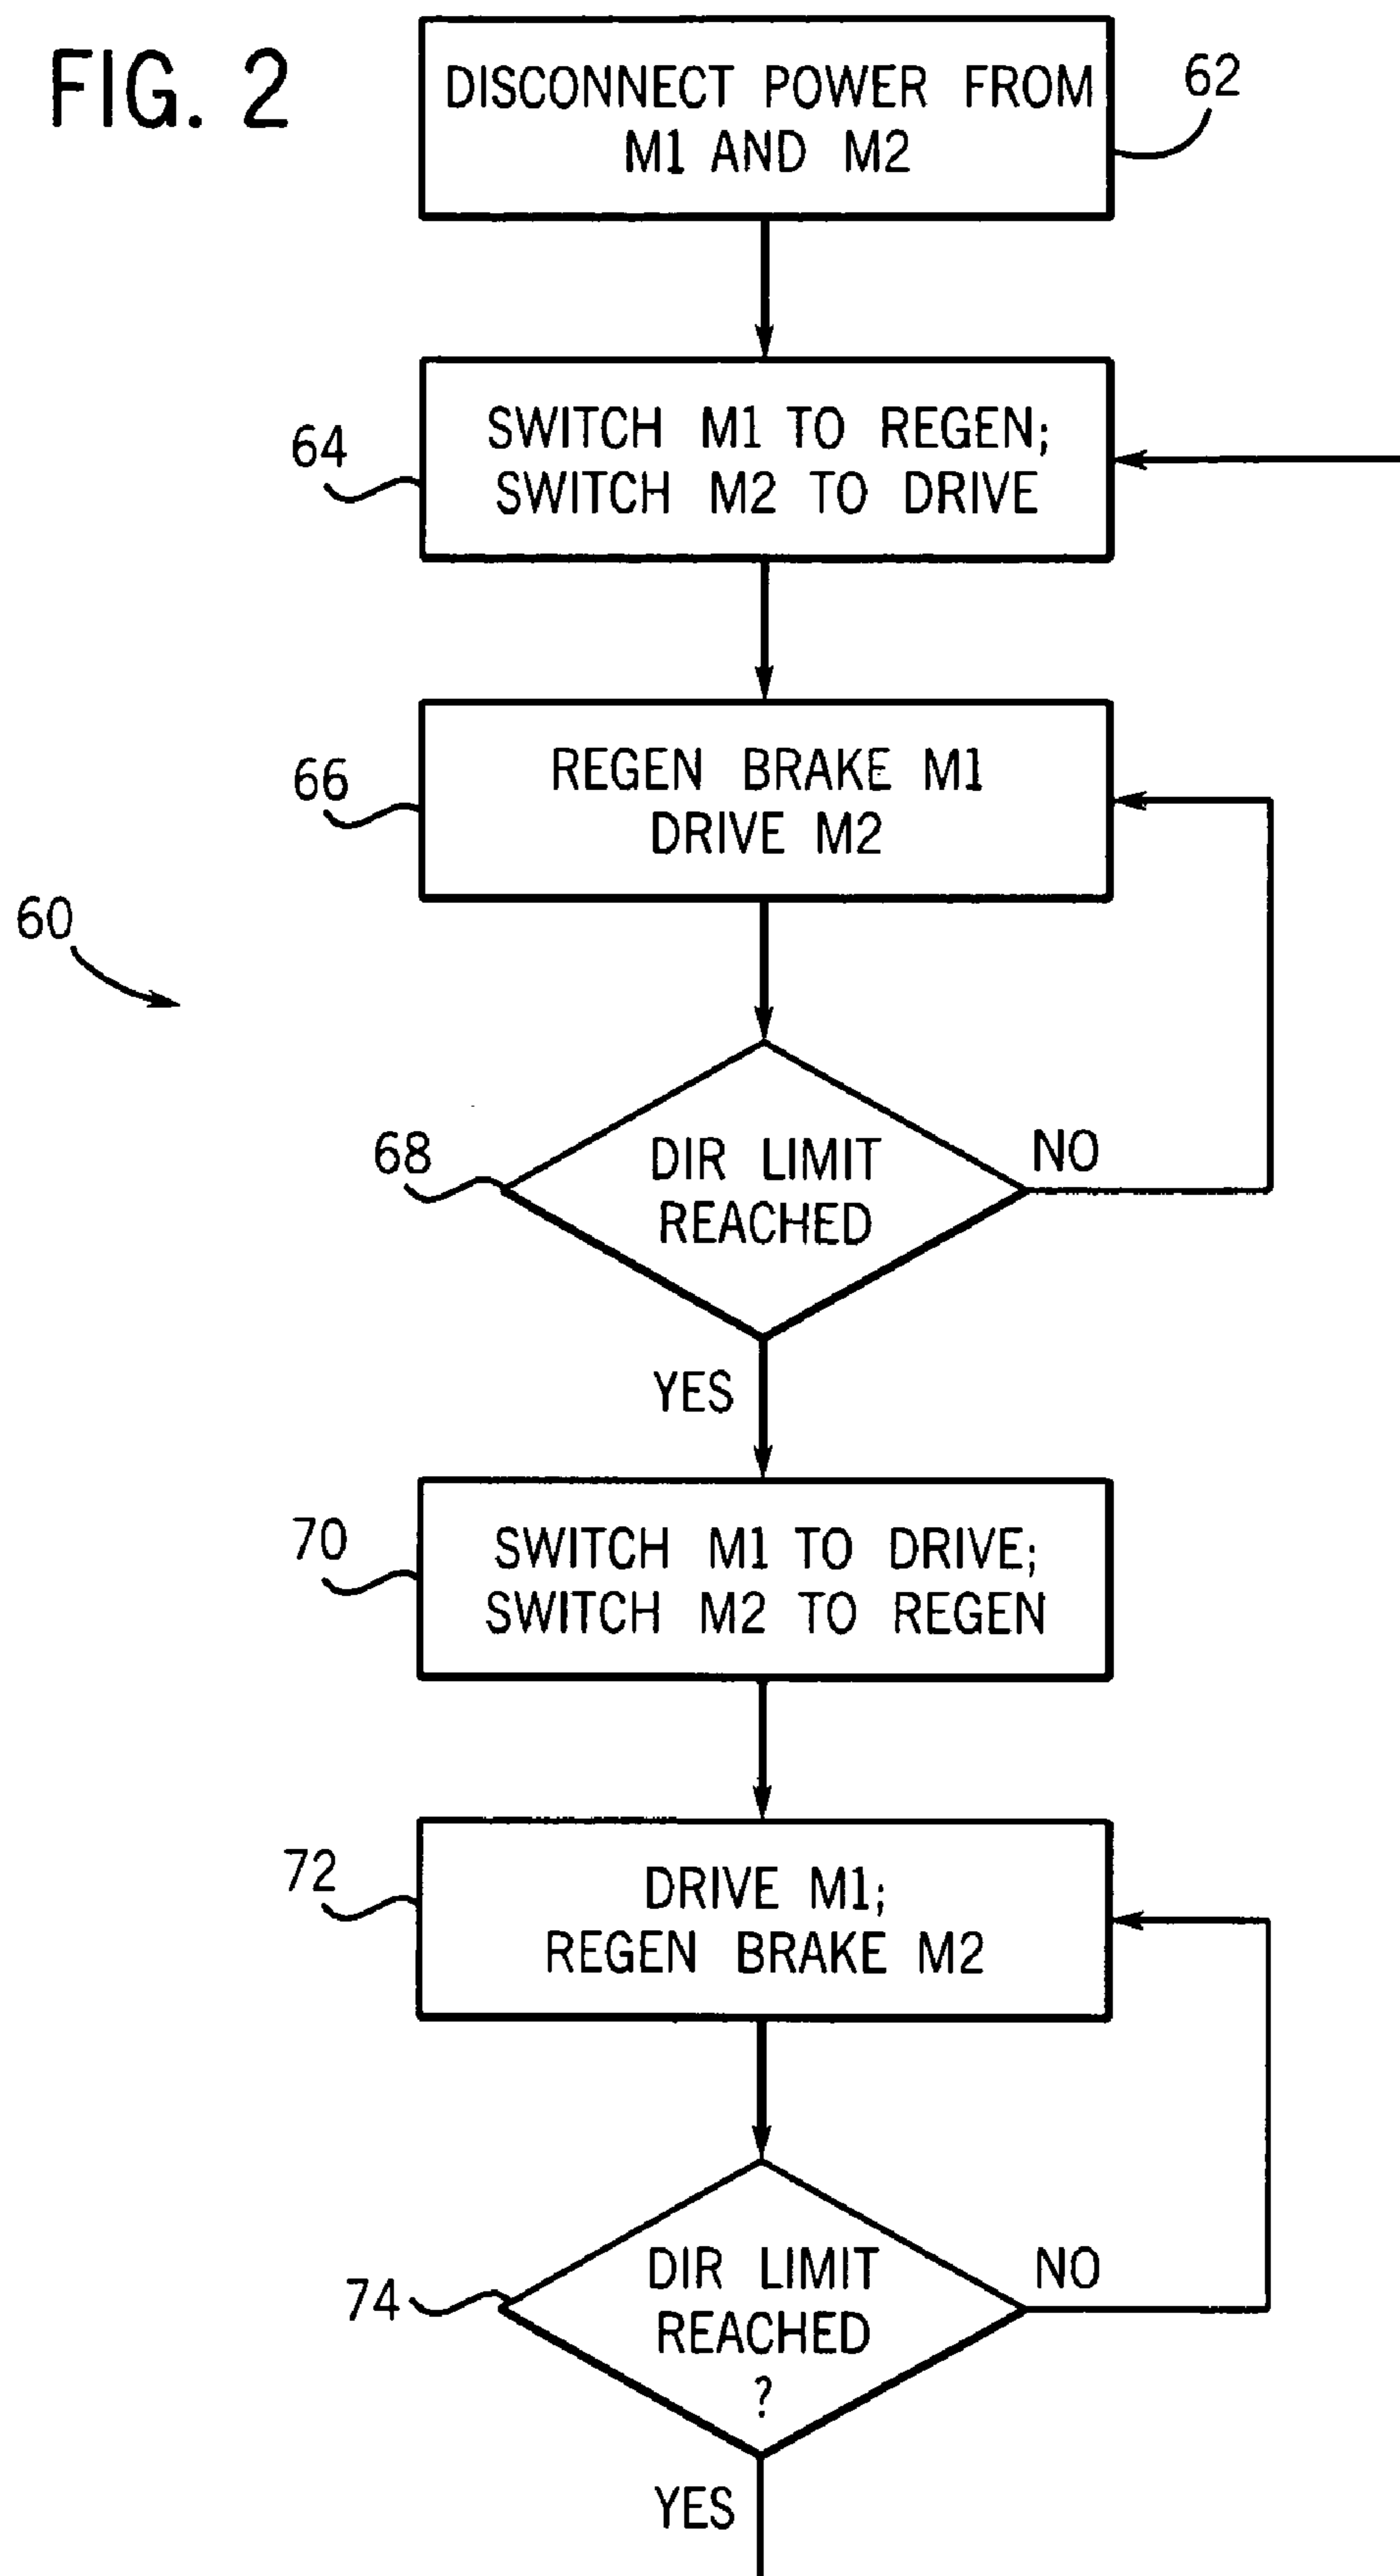 FIG. 2
DISCONNECT POWER FROM
M1 AND M2
62
64
SWITCH M1 TO REGEN;
SWITCH M2 TO DRIVE
66
REGEN BRAKE M1
DRIVE M2
60
68
DIR LIMIT
REACHED
NO
YES
70
SWITCH M1 TO DRIVE;
SWITCH M2 TO REGEN
72
DRIVE M1;
REGEN BRAKE M2
74
DIR LIMIT
REACHED
?
NO
YES